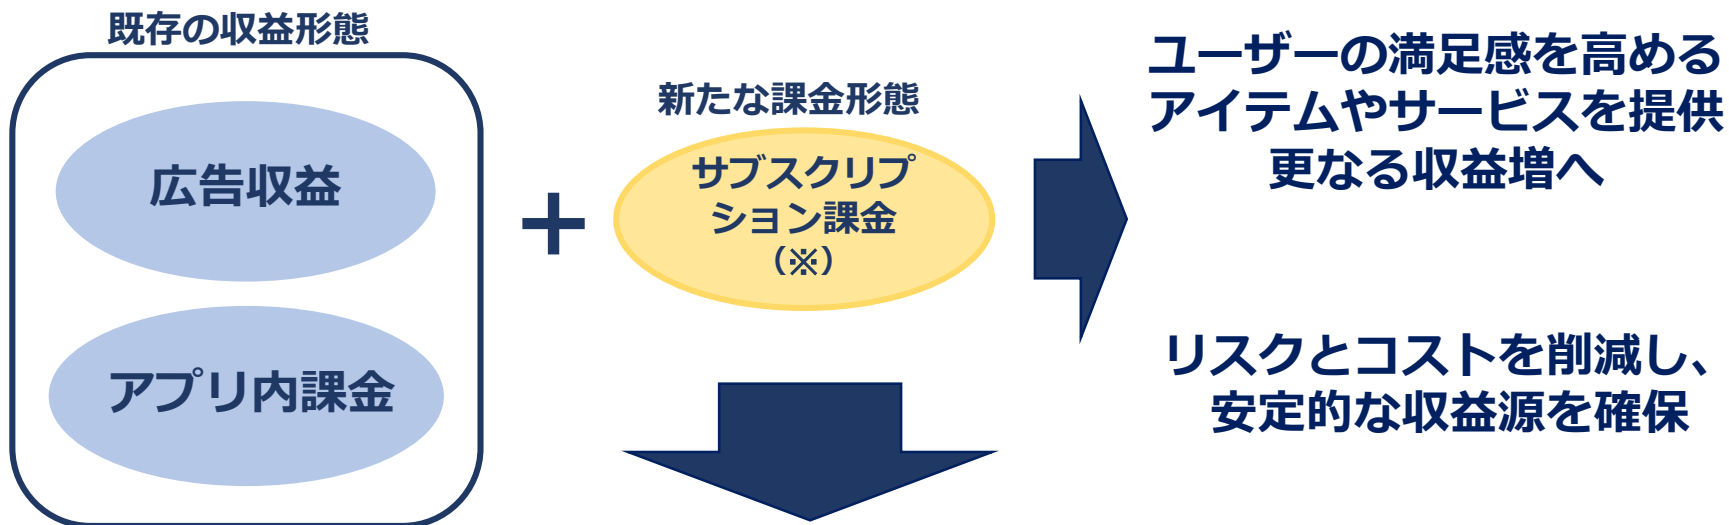 既存の収益形態
広告収益
アプリ内課金
+
新たな課金形態
サブスクリプ
ション課金
（※）
ユーザーの満足感を高める
アイテムやサービスを提供
更なる収益増へ
リスクとコストを削減し、
安定的な収益源を確保